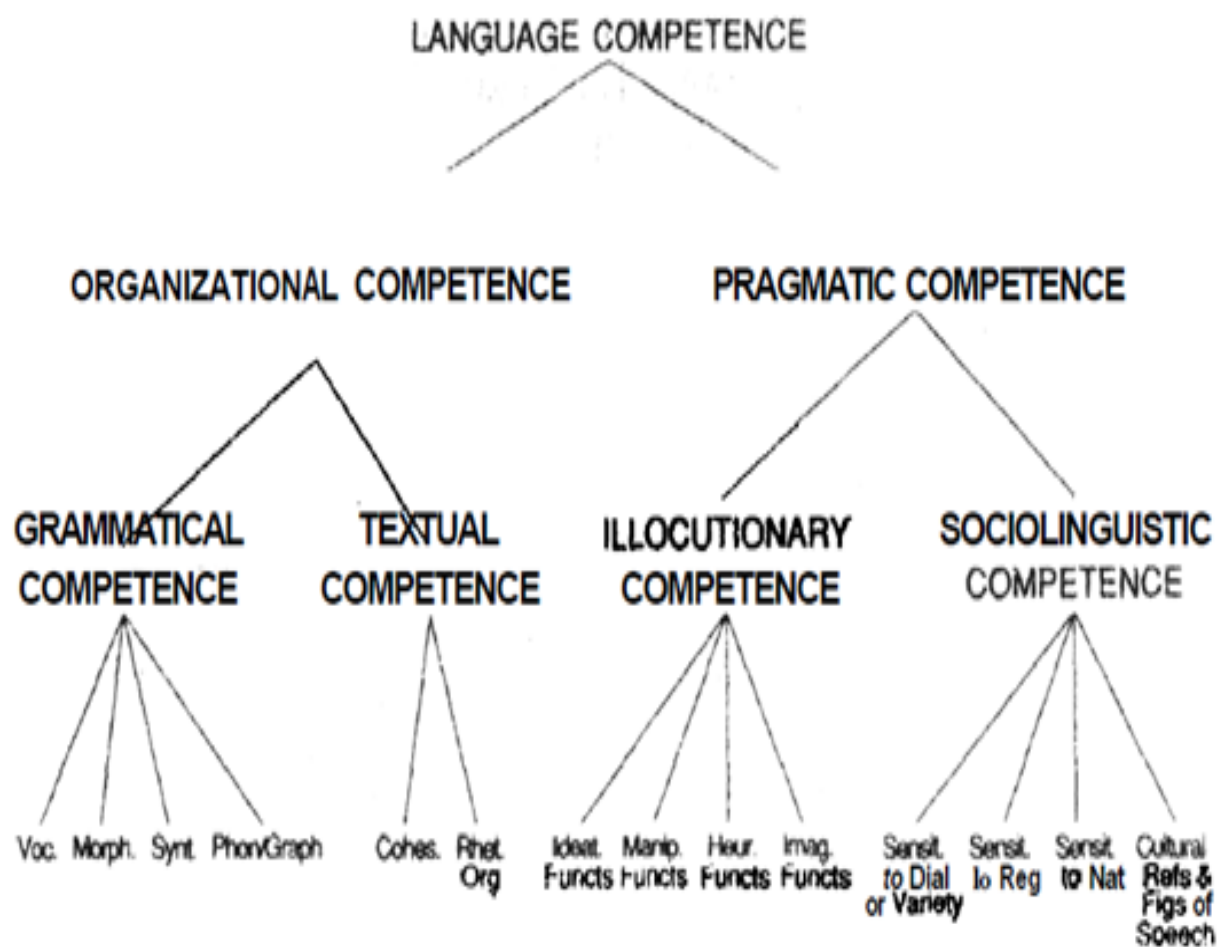 LANGUAGE COMPETENCE
ORGANIZATIONAL COMPETENCE
PRAGMATIC COMPETENCE
GRAMMATICAL
COMPETENCE
TEXTUAL
COMPETENCE
ILLOCUTIONARY
COMPETENCE
SOCIOLINGUISTIC
COMPETENCE
Voc.
Morph.
Synt.
Phon/Graph
Cohes.
Rhet.
Org
Ideat.
Functs
Manip.
Functs
Heur.
Functs
Imag.
Functs
Sensit.
to Dial
or Variety
Sensit.
to Reg
Sensit.
to Nat
Cultural
Refs &
Figs of
Speech